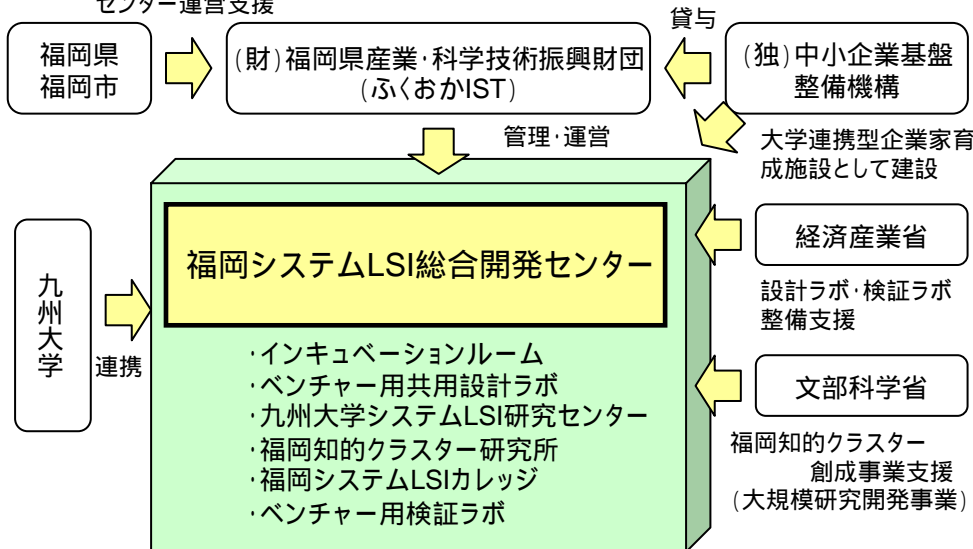 センター運営支援
福岡県
福岡市
(財)福岡県産業・科学技術振興財団
(ふくおかIST)
貸与
(独)中小企業基盤
整備機構
管理・運営
大学連携型企業家育
成施設として建設
福岡システムLSI総合開発センター
経済産業省
設計ラボ・検証ラボ
整備支援
九州大学
連携
・インキュベーションルーム
・ベンチャー用共用設計ラボ
・九州大学システムLSI研究センター
・福岡知的クラスター研究所
・福岡システムLSIカレッジ
・ベンチャー用検証ラボ
文部科学省
福岡知的クラスター
創成事業支援
(大規模研究開発事業)